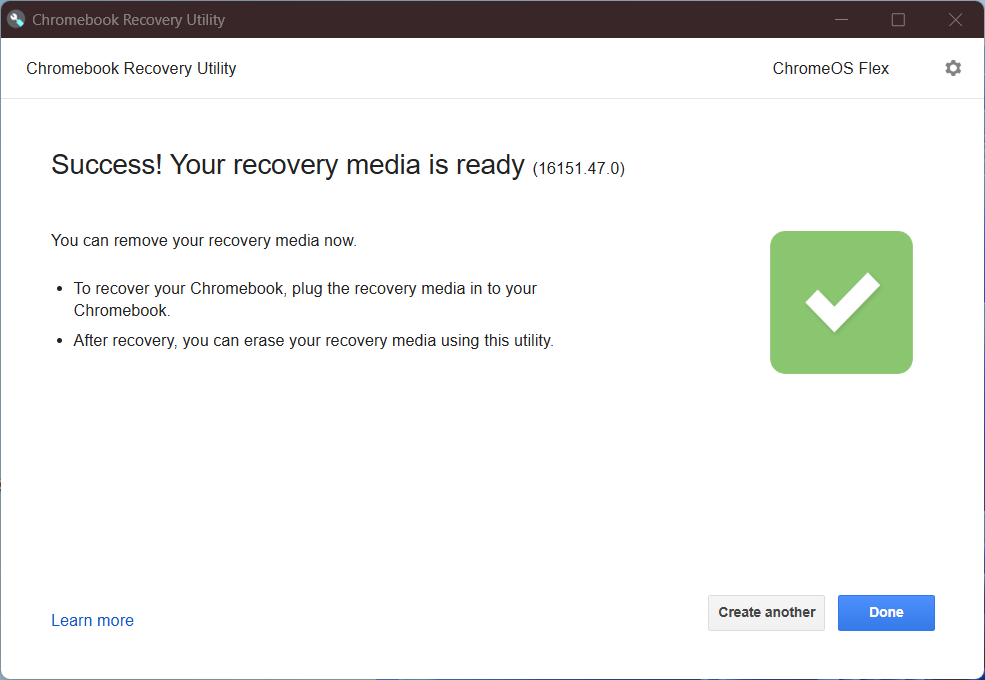 Chromebook Recovery Utility
Chromebook Recovery Utility
ChromeOS Flex
Success! Your recovery media is ready (16151.47.0)
You can remove your recovery media now.
• To recover your Chromebook, plug the recovery media in to your
Chromebook.
• After recovery, you can erase your recovery media using this utility.
Learn more
Create another
Done